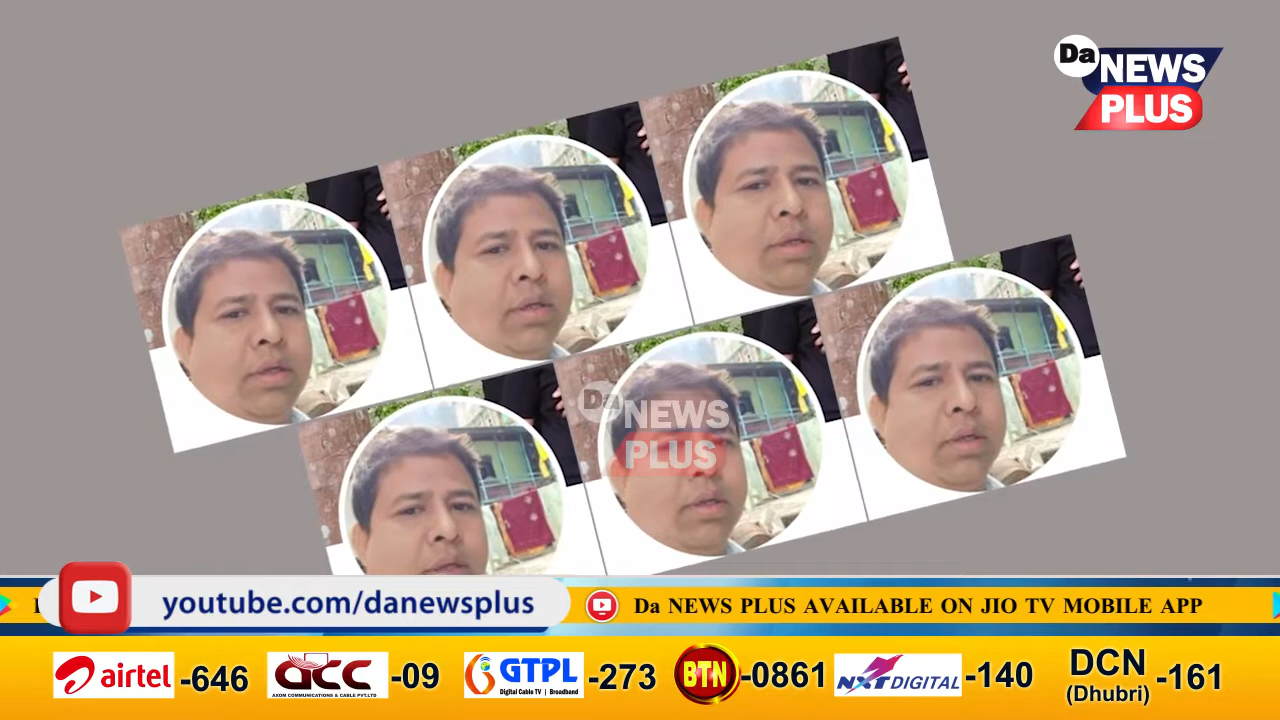 Da
NEWS
PLUS
Da
NEWS
PLUS
youtube.com/danewsplus
Da NEWS PLUS AVAILABLE ON JIO TV MOBILE APP
airtel -646
ACC -09
AXOM COMMUNICATIONS & CABLE PVT.LTD
GTPL -273
Digital Cable TV | Broadband
BTN -0861
NXT DIGITAL -140
DCN
(Dhubri) -161